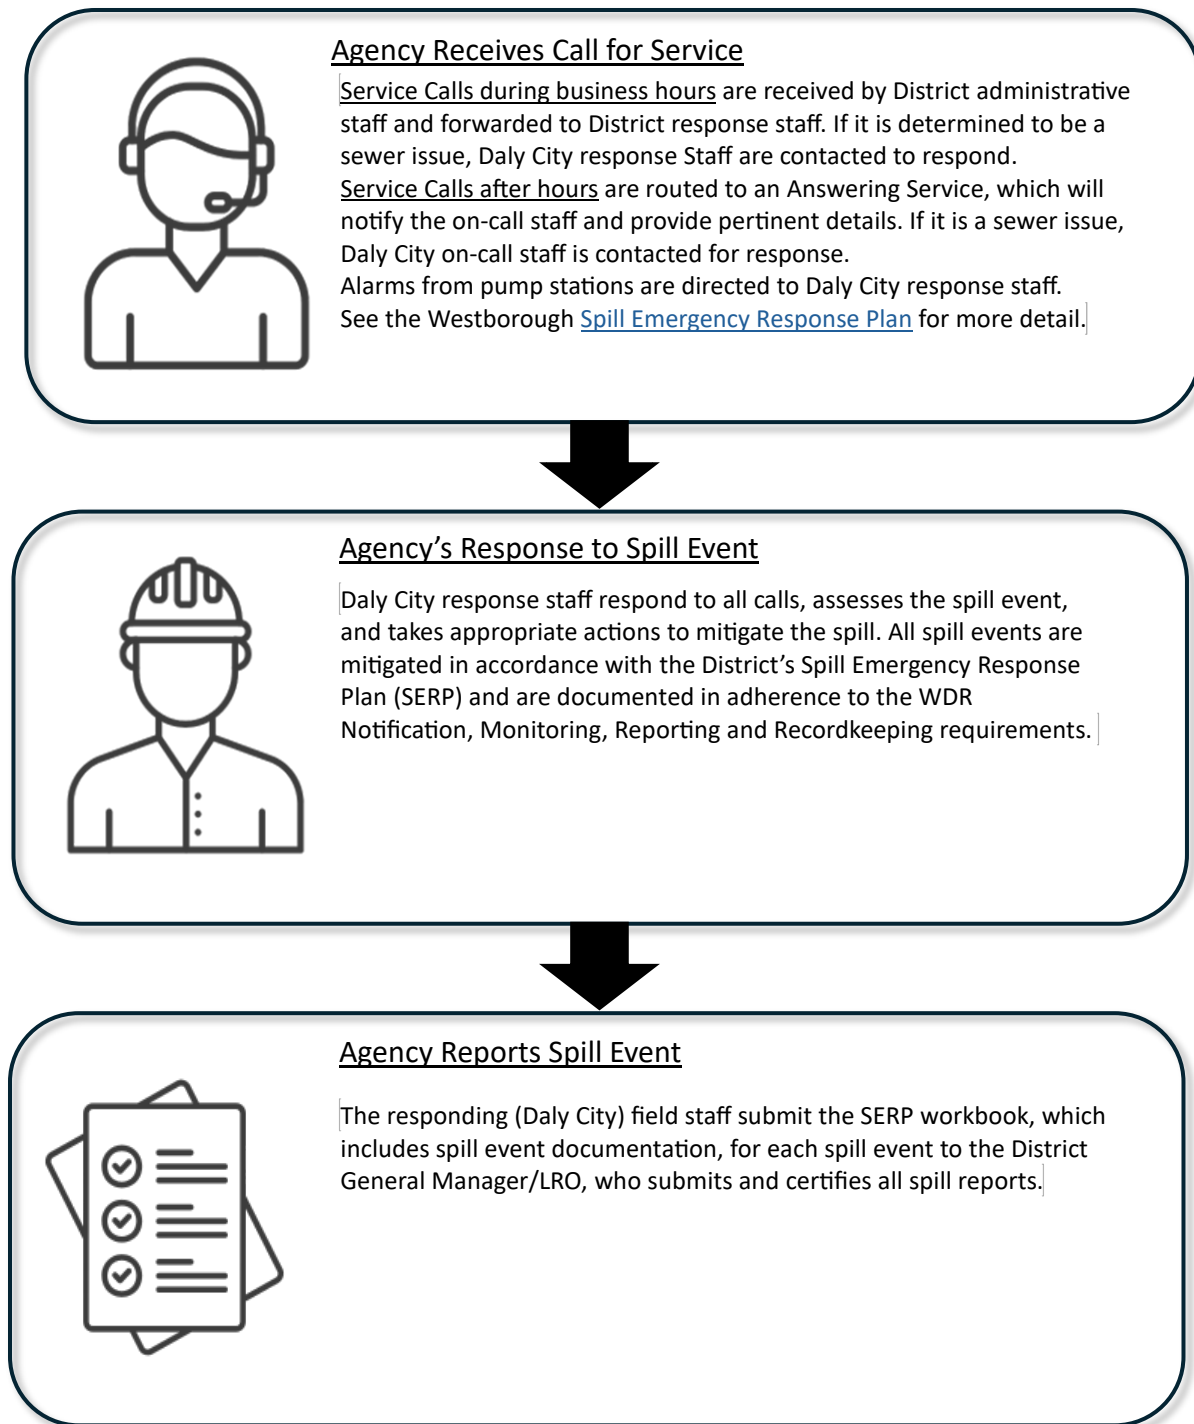 Agency Receives Call for Service
Service Calls during business hours are received by District administrative
staff and forwarded to District response staff. If it is determined to be a
sewer issue, Daly City response Staff are contacted to respond.
Service Calls after hours are routed to an Answering Service, which will
notify the on-call staff and provide pertinent details. If it is a sewer issue,
Daly City on-call staff is contacted for response.
Alarms from pump stations are directed to Daly City response staff.
See the Westborough Spill Emergency Response Plan for more detail.
Agency’s Response to Spill Event
Daly City response staff respond to all calls, assesses the spill event,
and takes appropriate actions to mitigate the spill. All spill events are
mitigated in accordance with the District’s Spill Emergency Response
Plan (SERP) and are documented in adherence to the WDR
Notification, Monitoring, Reporting and Recordkeeping requirements.
Agency Reports Spill Event
The responding (Daly City) field staff submit the SERP workbook, which
includes spill event documentation, for each spill event to the District
General Manager/LRO, who submits and certifies all spill reports.